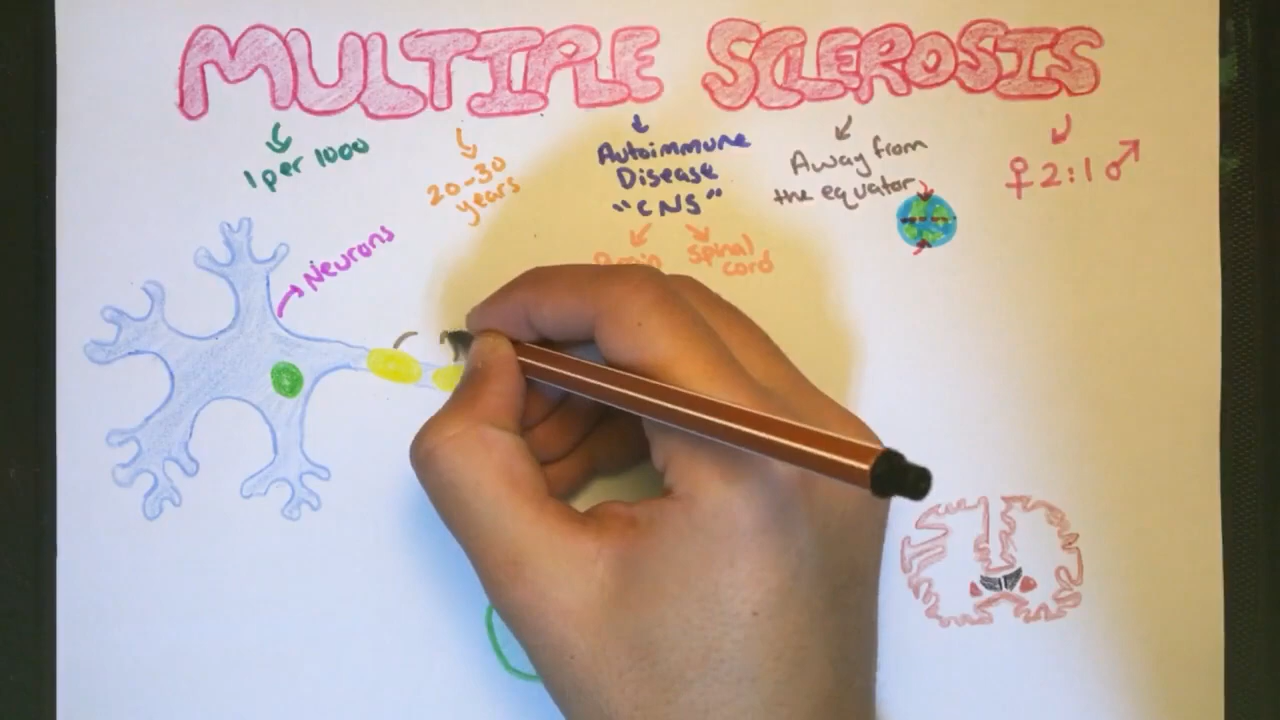 MULTIPLE SCLEROSIS
1 per 1000
20-30
years
Autoimmune
Disease
"CNS"
Brain
Spinal
cord
Away from
the equator
♀ 2:1 ♂
Neurons